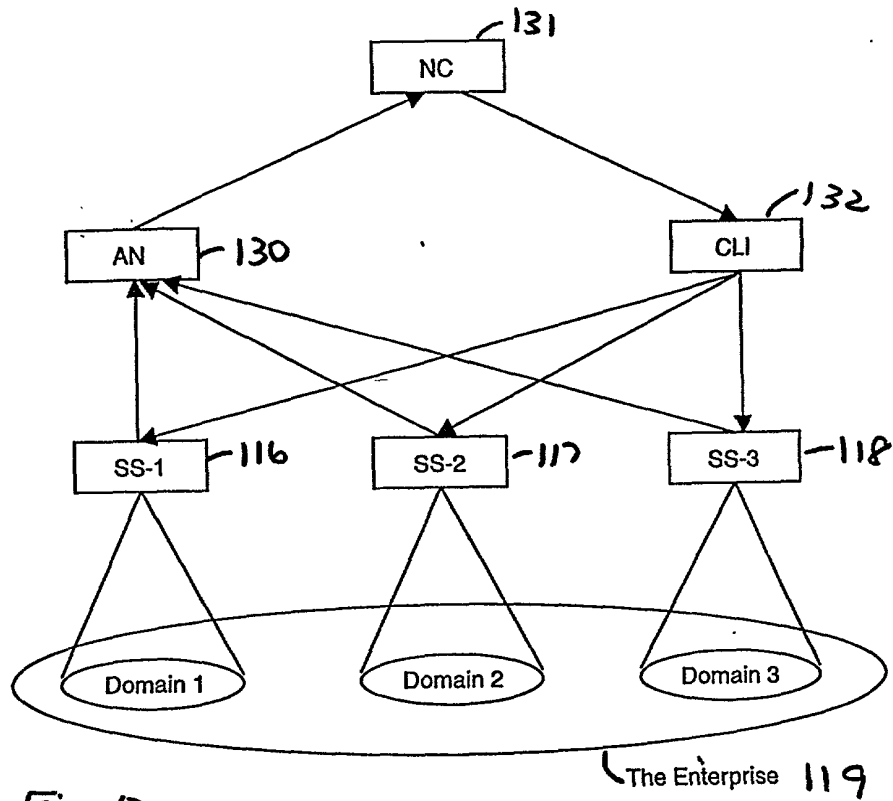 131
NC
132
AN
130
CLI
SS-1
116
SS-2
117
SS-3
118
Domain 1
Domain 2
Domain 3
The Enterprise 119